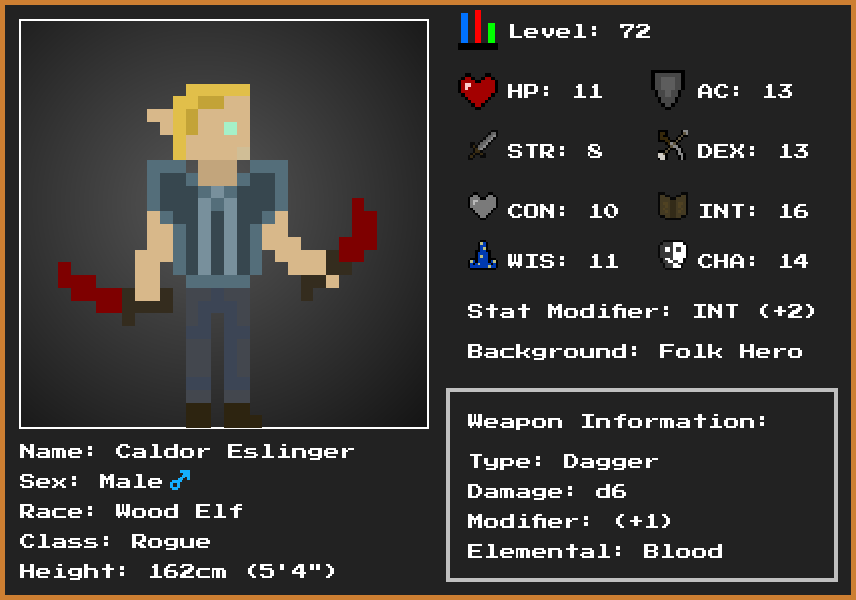 Level: 72
HP: 11
AC: 13
STR: 8
DEX: 13
CON: 10
INT: 16
WIS: 11
CHA: 14
Stat Modifier: INT (+2)
Background: Folk Hero
Weapon Information:
Type: Dagger
Damage: d6
Modifier: (+1)
Elemental: Blood
Name: Caldor Eslinger
Sex: Male♂
Race: Wood Elf
Class: Rogue
Height: 162cm (5'4")